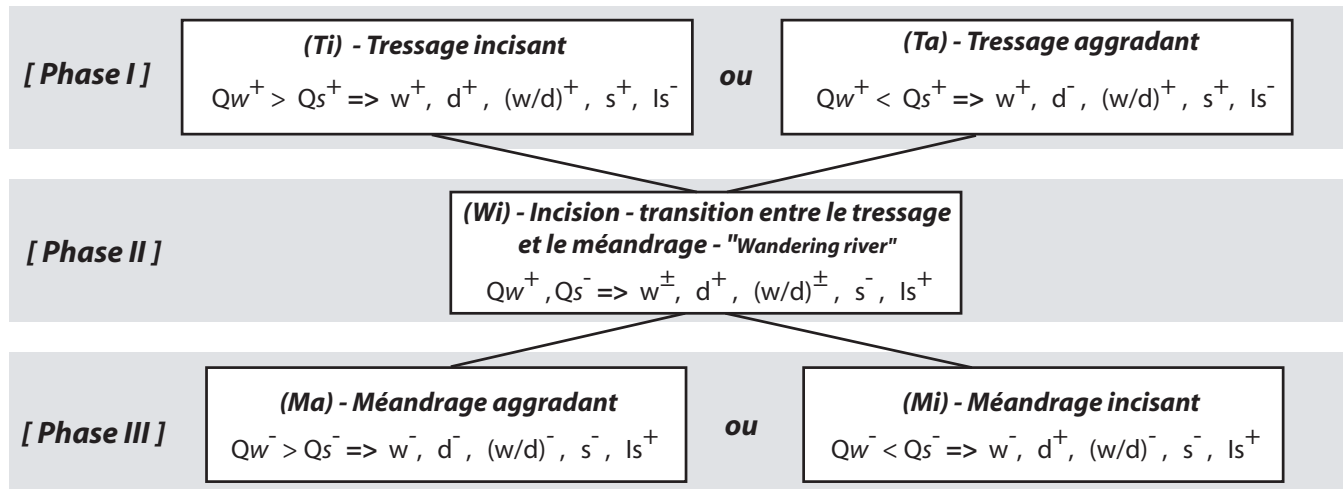 [ Phase I ]
(Ti) - Tressage incisant
Qw⁺ > Qs⁺ => w⁺, d⁺, (w/d)⁺, s⁺, Is⁻
ou
(Ta) - Tressage aggradant
Qw⁺ < Qs⁺ => w⁺, d⁻, (w/d)⁺, s⁺, Is⁻
[ Phase II ]
(Wi) - Incision - transition entre le tressage
et le méandrage - "Wandering river"
Qw⁺, Qs⁻ => w±, d⁺, (w/d)±, s⁻, Is⁺
[ Phase III ]
(Ma) - Méandrage aggradant
Qw⁻ > Qs⁻ => w⁻, d⁻, (w/d)⁻, s⁻, Is⁺
ou
(Mi) - Méandrage incisant
Qw⁻ < Qs⁻ => w⁻, d⁺, (w/d)⁻, s⁻, Is⁺